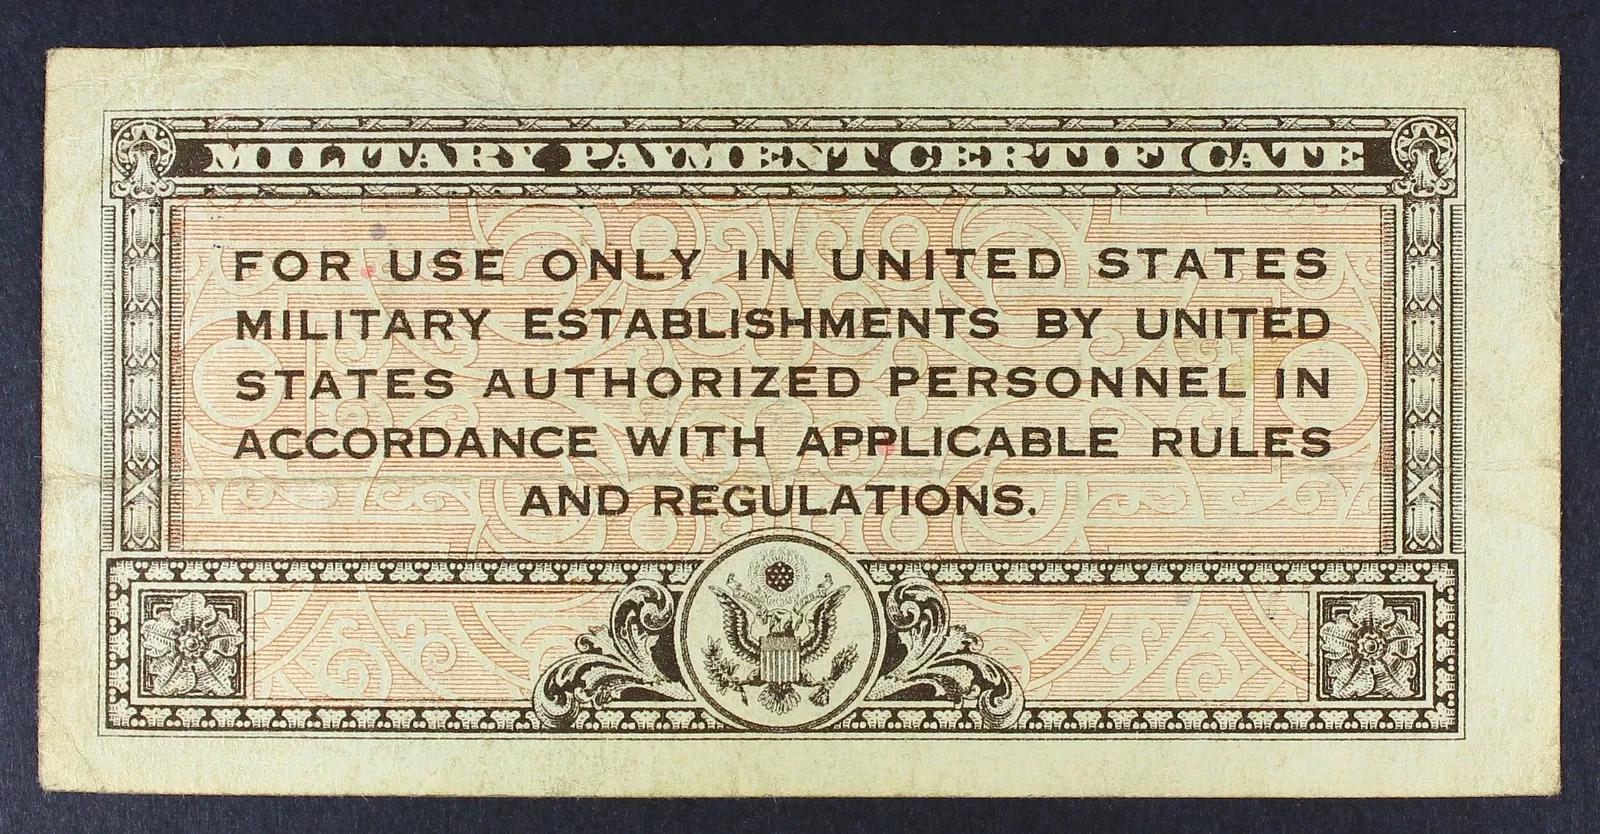 MILITARY PAYMENT CERTIFICATE
FOR USE ONLY IN UNITED STATES
MILITARY ESTABLISHMENTS BY UNITED
STATES AUTHORIZED PERSONNEL IN
ACCORDANCE WITH APPLICABLE RULES
AND REGULATIONS.